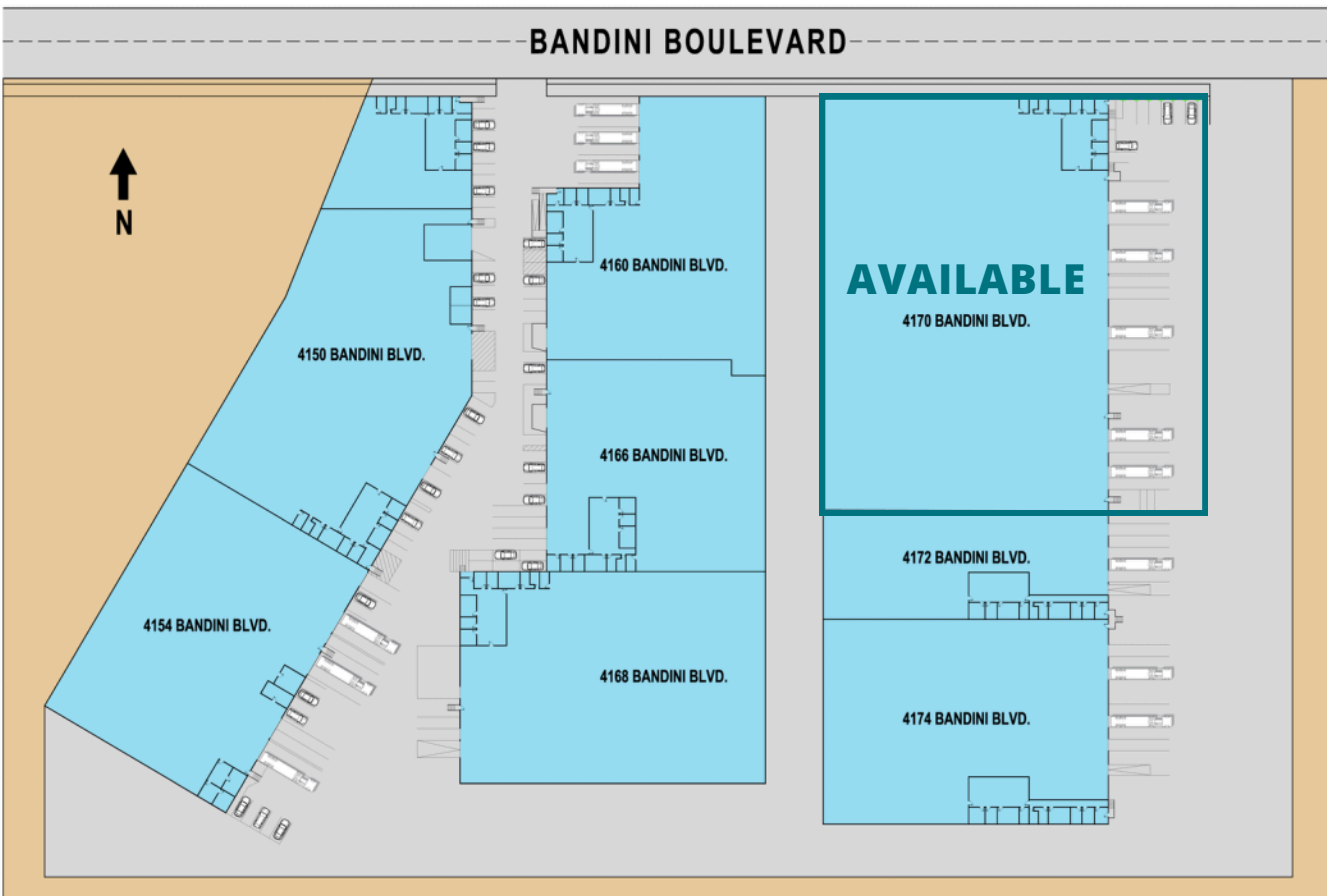 BANDINI BOULEVARD
N
4160 BANDINI BLVD.
AVAILABLE
4170 BANDINI BLVD.
4150 BANDINI BLVD.
4166 BANDINI BLVD.
4172 BANDINI BLVD.
4154 BANDINI BLVD.
4168 BANDINI BLVD.
4174 BANDINI BLVD.